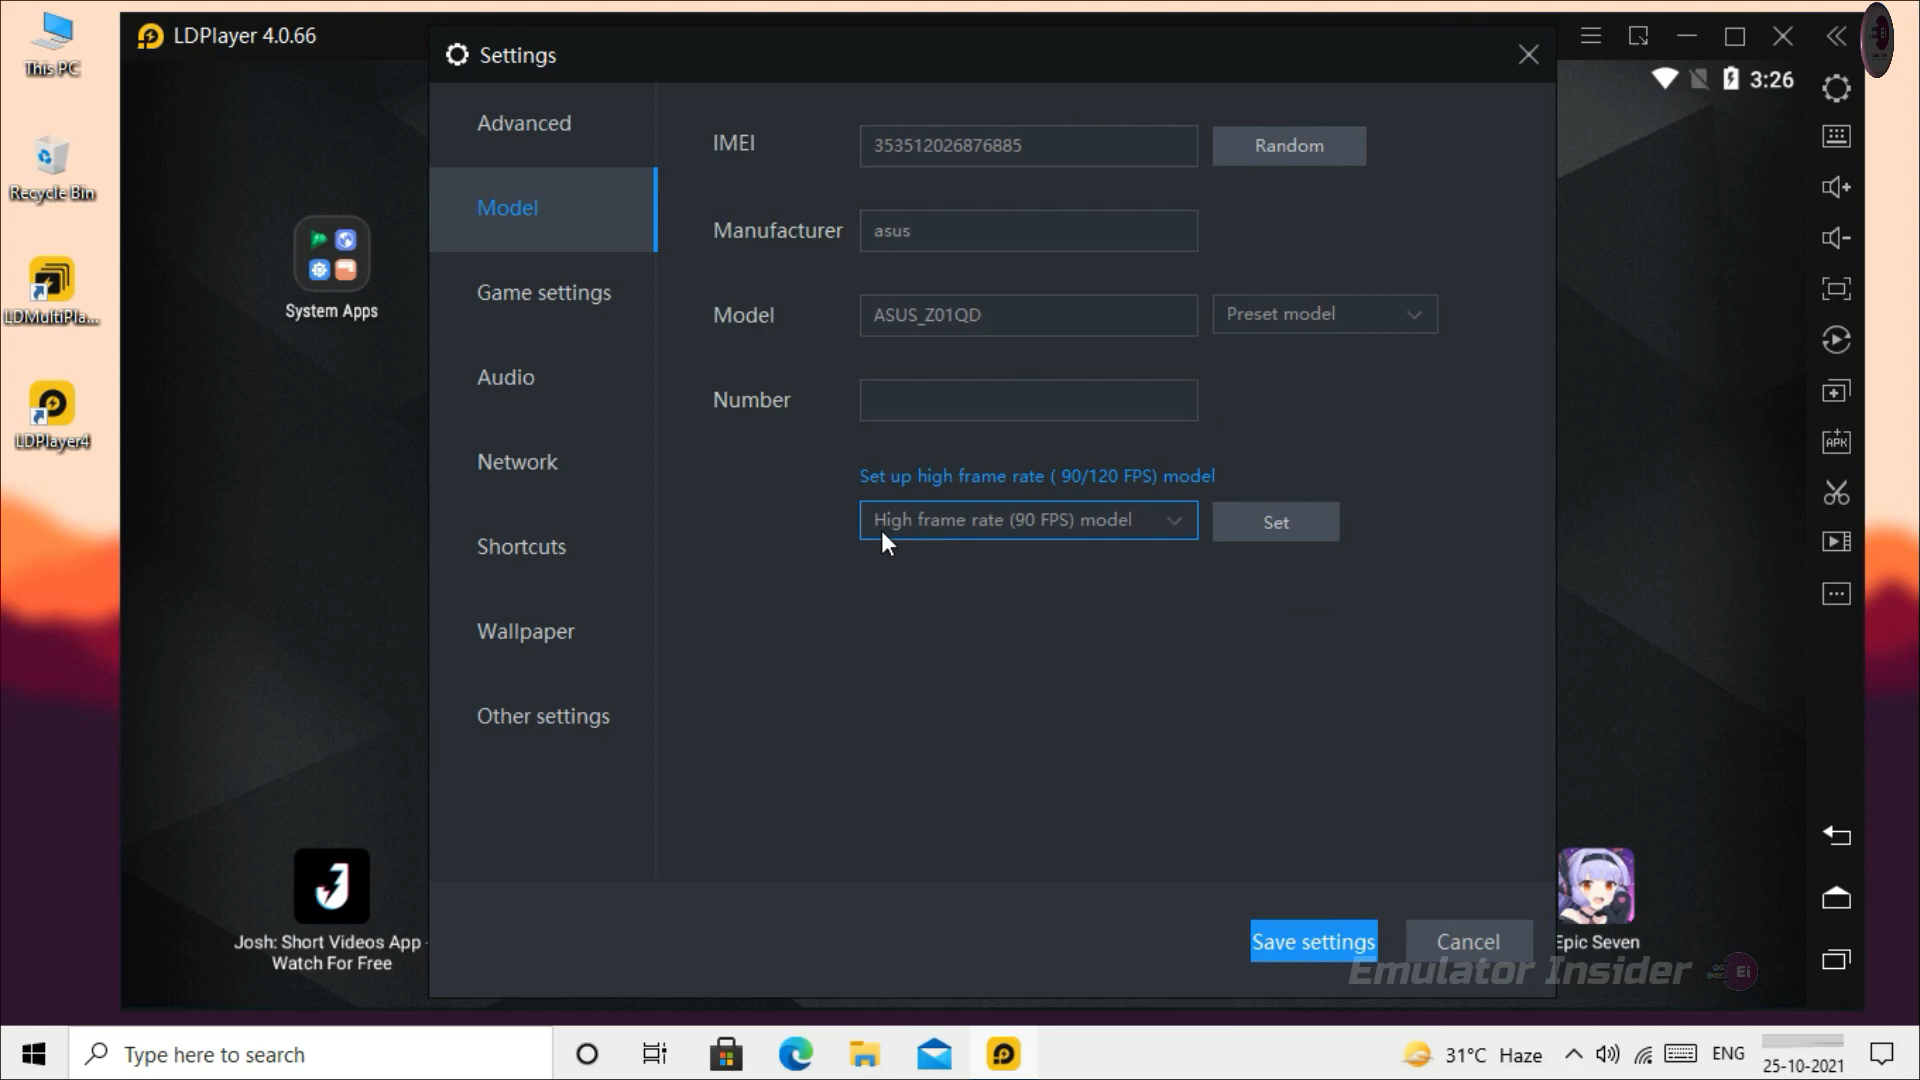 This PC
Recycle Bin
LDMultiPla...
LDPlayer4
LDPlayer 4.0.66
3:26
System Apps
Josh: Short Videos App -
Watch For Free
Epic Seven
Settings
Advanced
Model
Game settings
Audio
Network
Shortcuts
Wallpaper
Other settings
IMEI
353512026876885
Random
Manufacturer
asus
Model
ASUS_Z01QD
Preset model
Number
Set up high frame rate ( 90/120 FPS) model
High frame rate (90 FPS) model
Set
Save settings
Cancel
APK
Emulator Insider
Ei
Type here to search
31°C Haze
ENG
25-10-2021